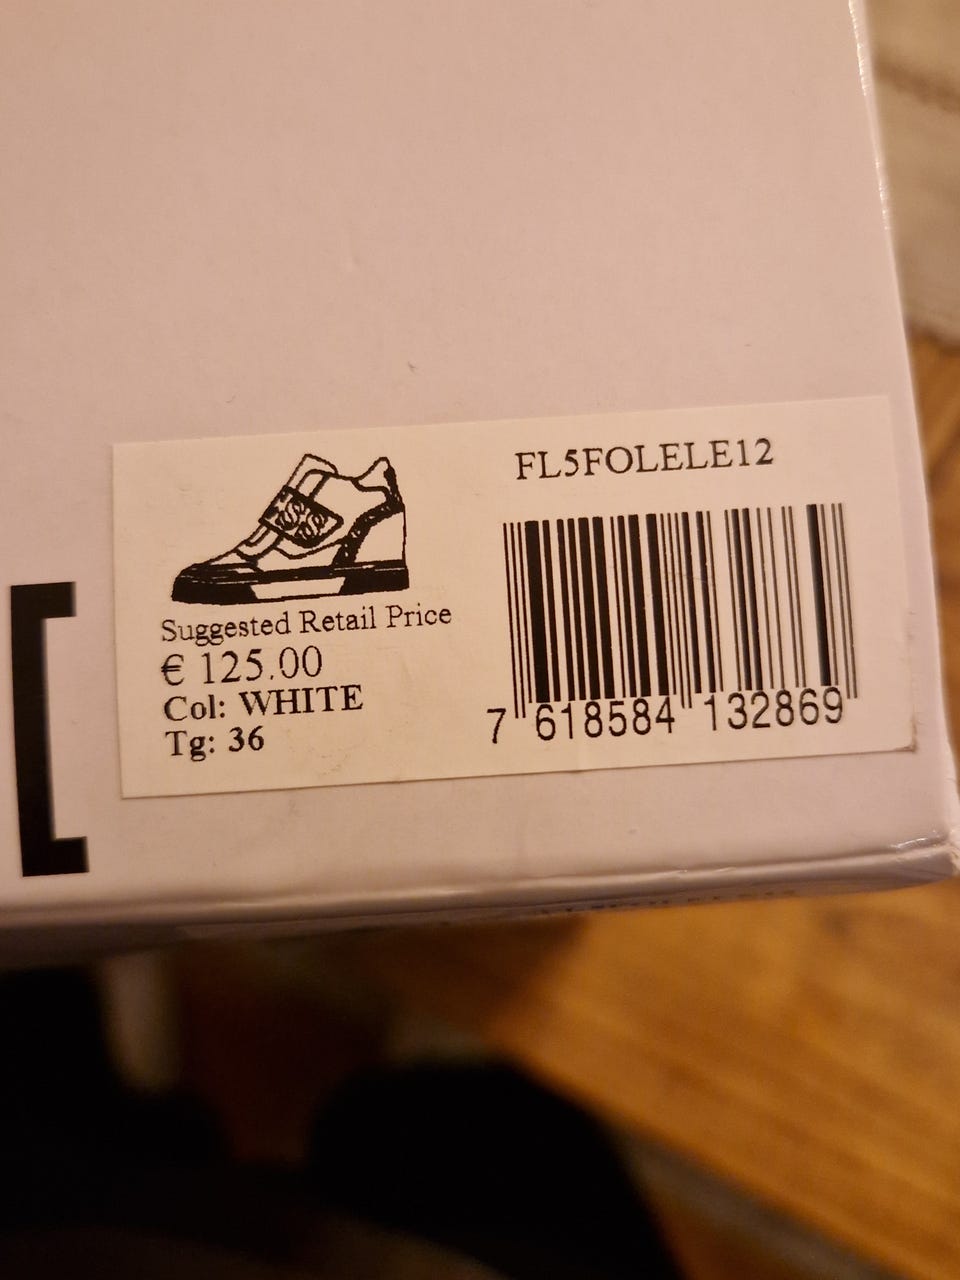 FL5FOLELE12
Suggested Retail Price
€ 125.00
Col: WHITE
Tg: 36
7 618584 132869